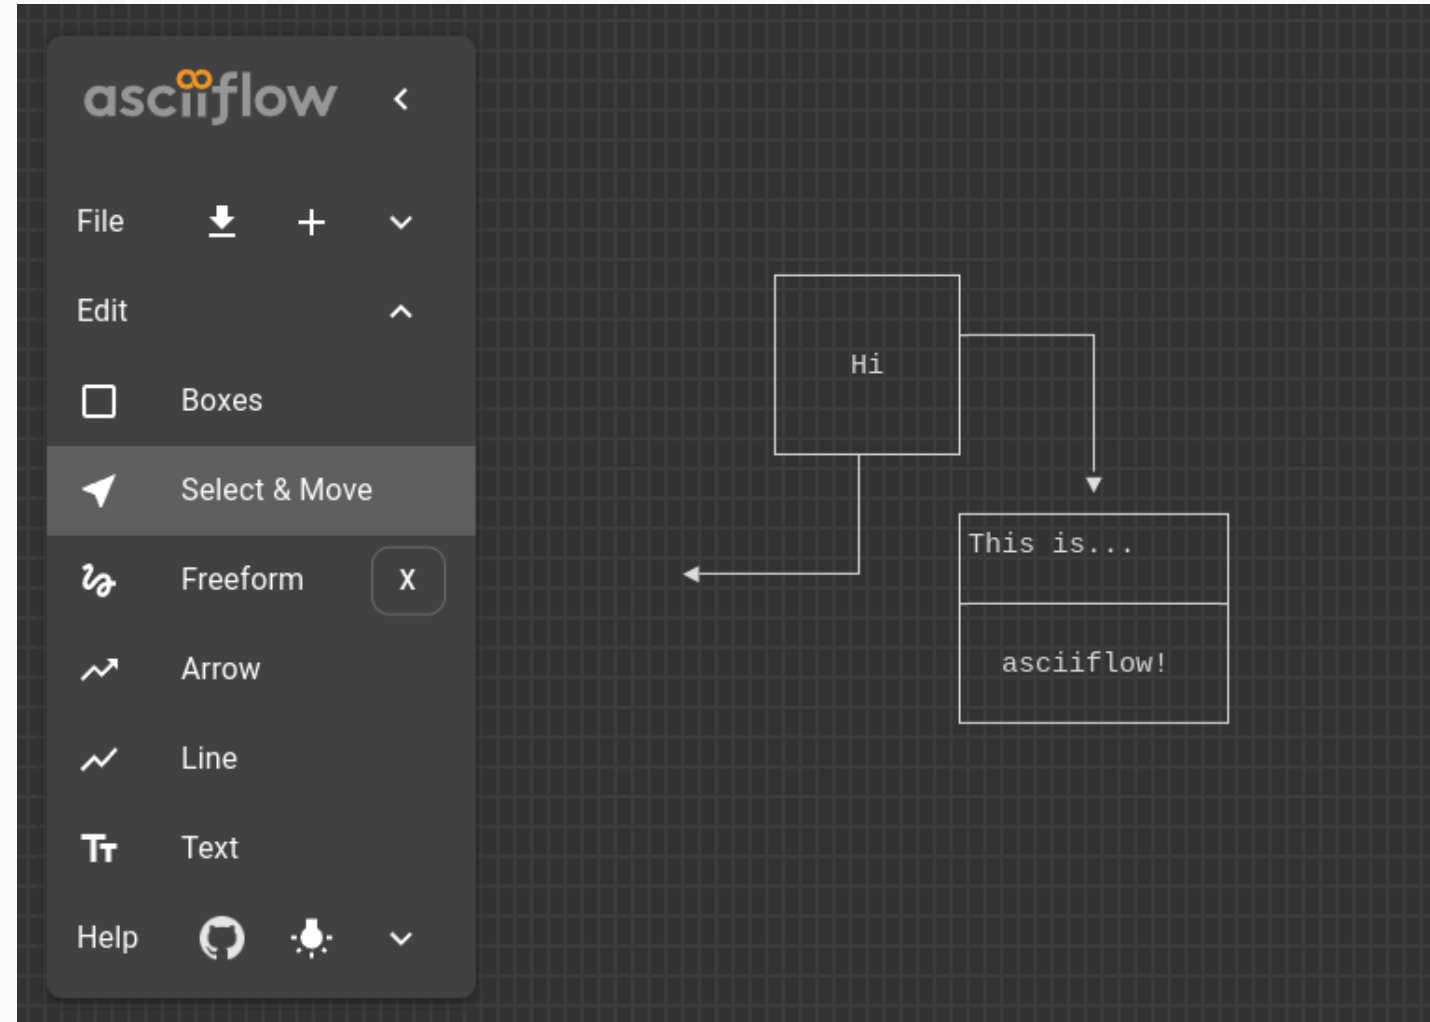 asciiflow
File
Edit
Boxes
Select & Move
Freeform X
Arrow
Line
Text
Help
Hi
This is...
asciiflow!